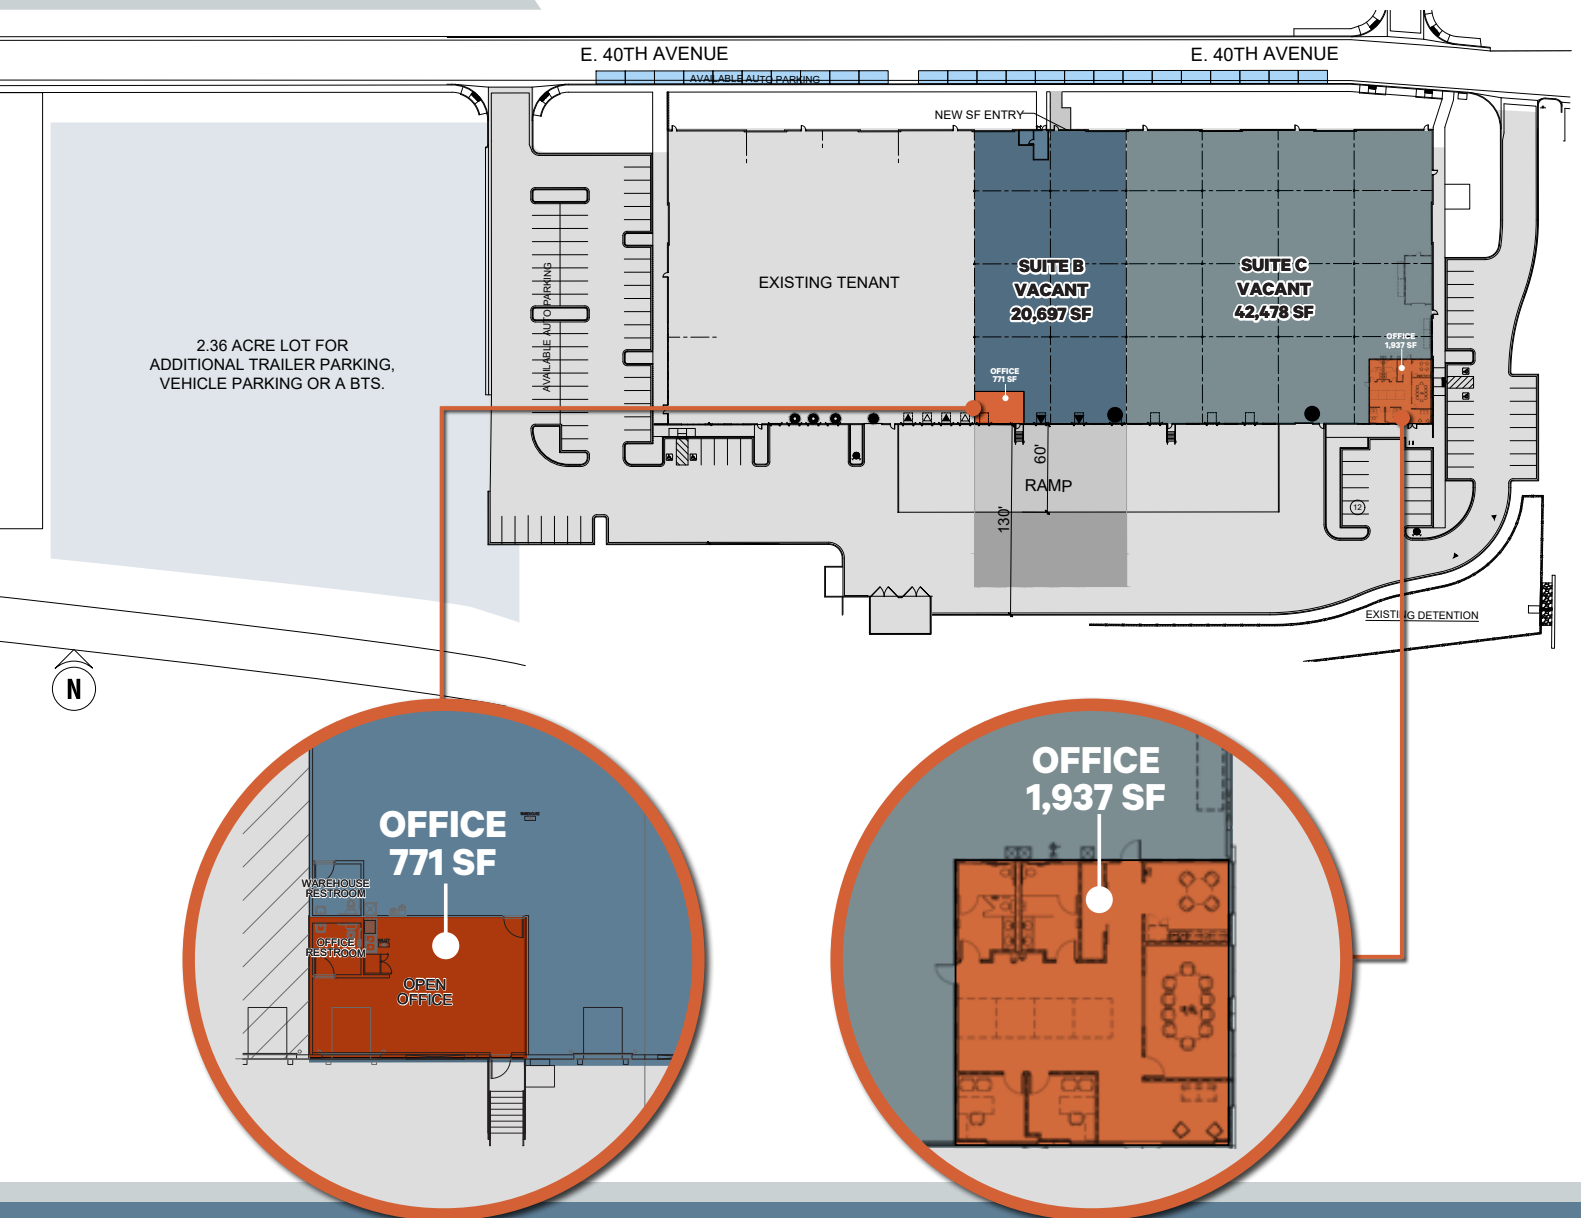 E. 40TH AVENUE
E. 40TH AVENUE
AVAILABLE AUTO PARKING
NEW SF ENTRY
2.36 ACRE LOT FOR
ADDITIONAL TRAILER PARKING,
VEHICLE PARKING OR A BTS.
AVAILABLE AUTO PARKING
EXISTING TENANT
SUITE B
VACANT
20,697 SF
SUITE C
VACANT
42,478 SF
OFFICE
771 SF
OFFICE
1,937 SF
60'
RAMP
130'
12
EXISTING DETENTION
N
OFFICE
771 SF
WAREHOUSE
RESTROOM
OFFICE
RESTROOM
OPEN
OFFICE
OFFICE
1,937 SF